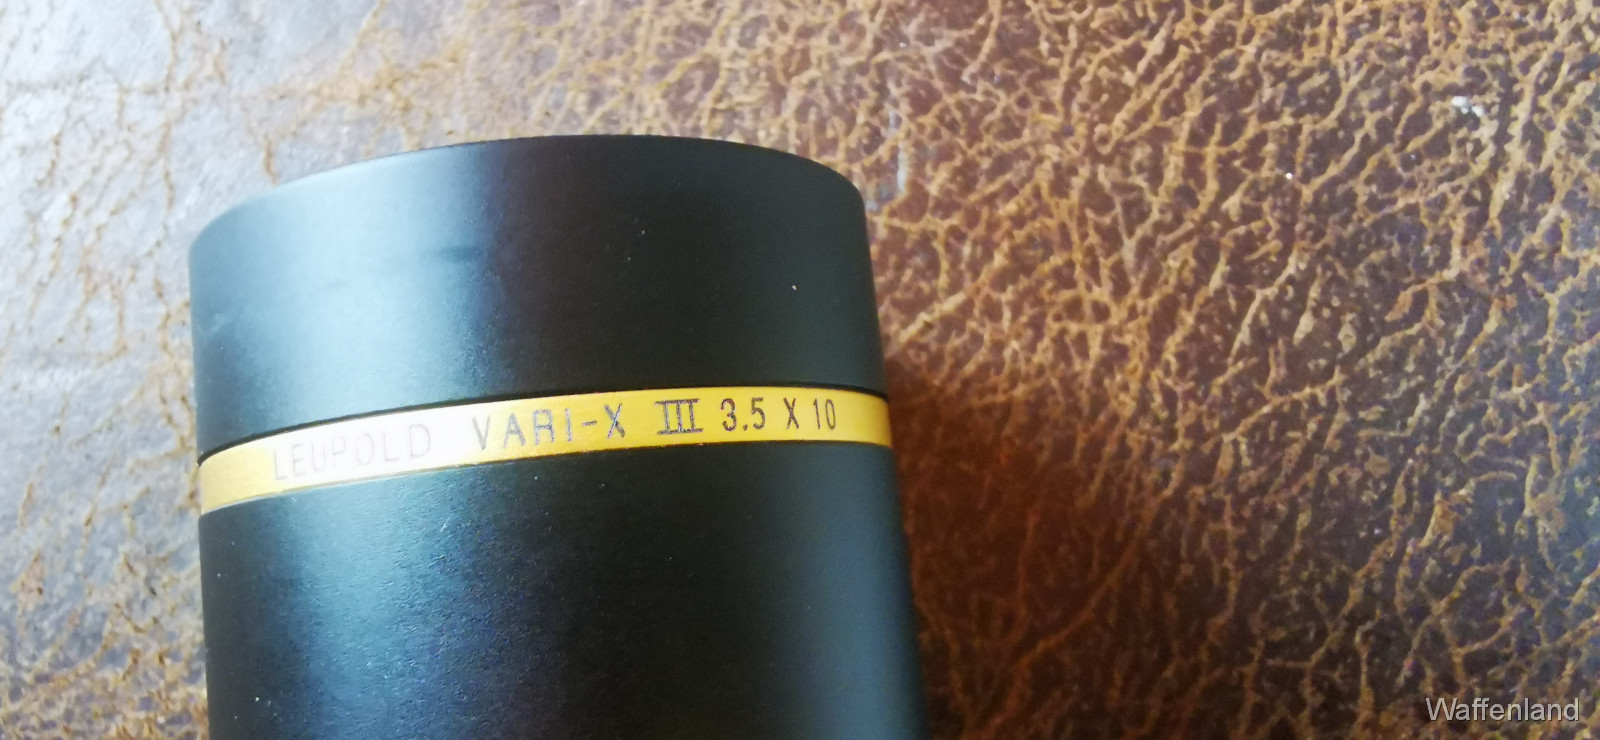 LEUPOLD VARI-X III 3.5 X 10
Waffenland